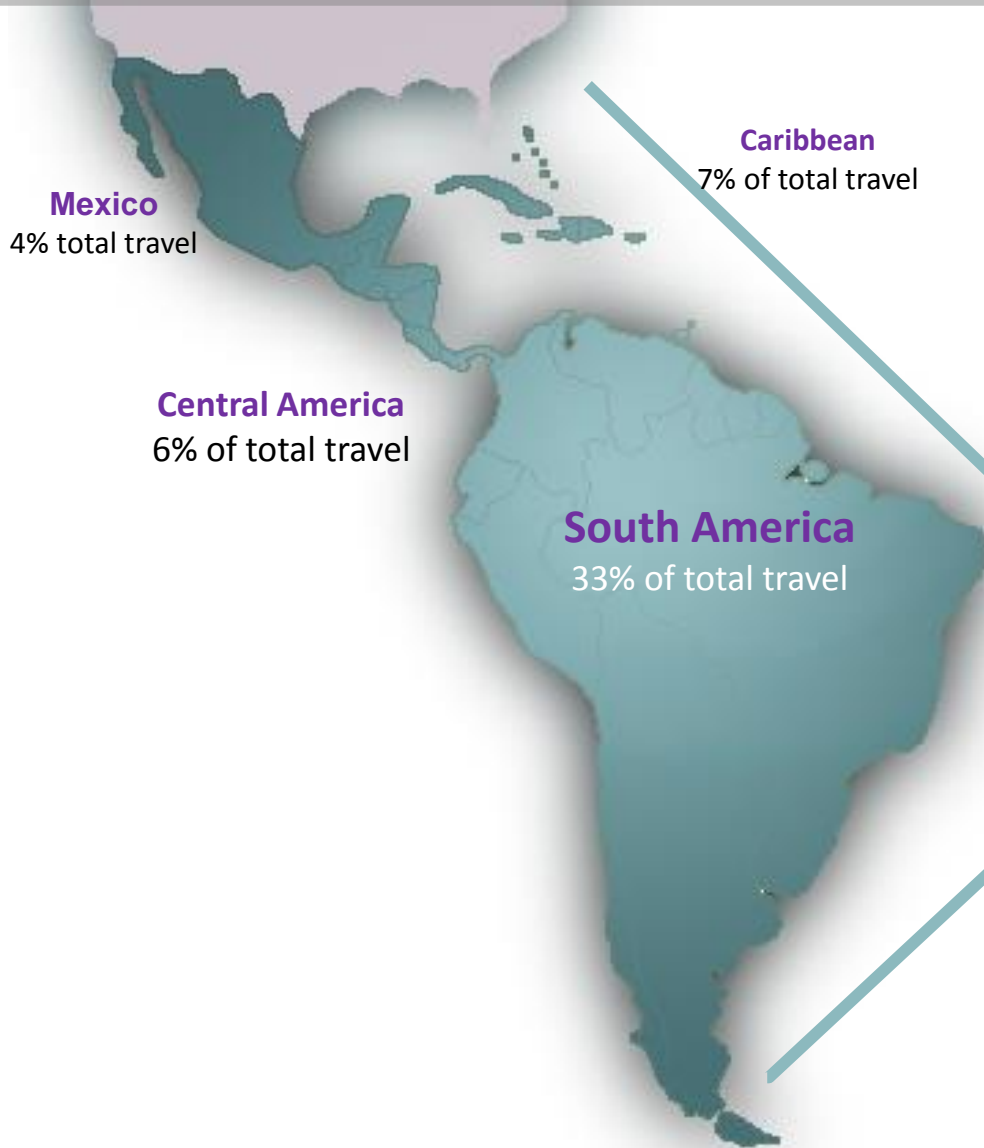 Caribbean
7% of total travel
Mexico
4% total travel
Central America
6% of total travel
South America
33% of total travel